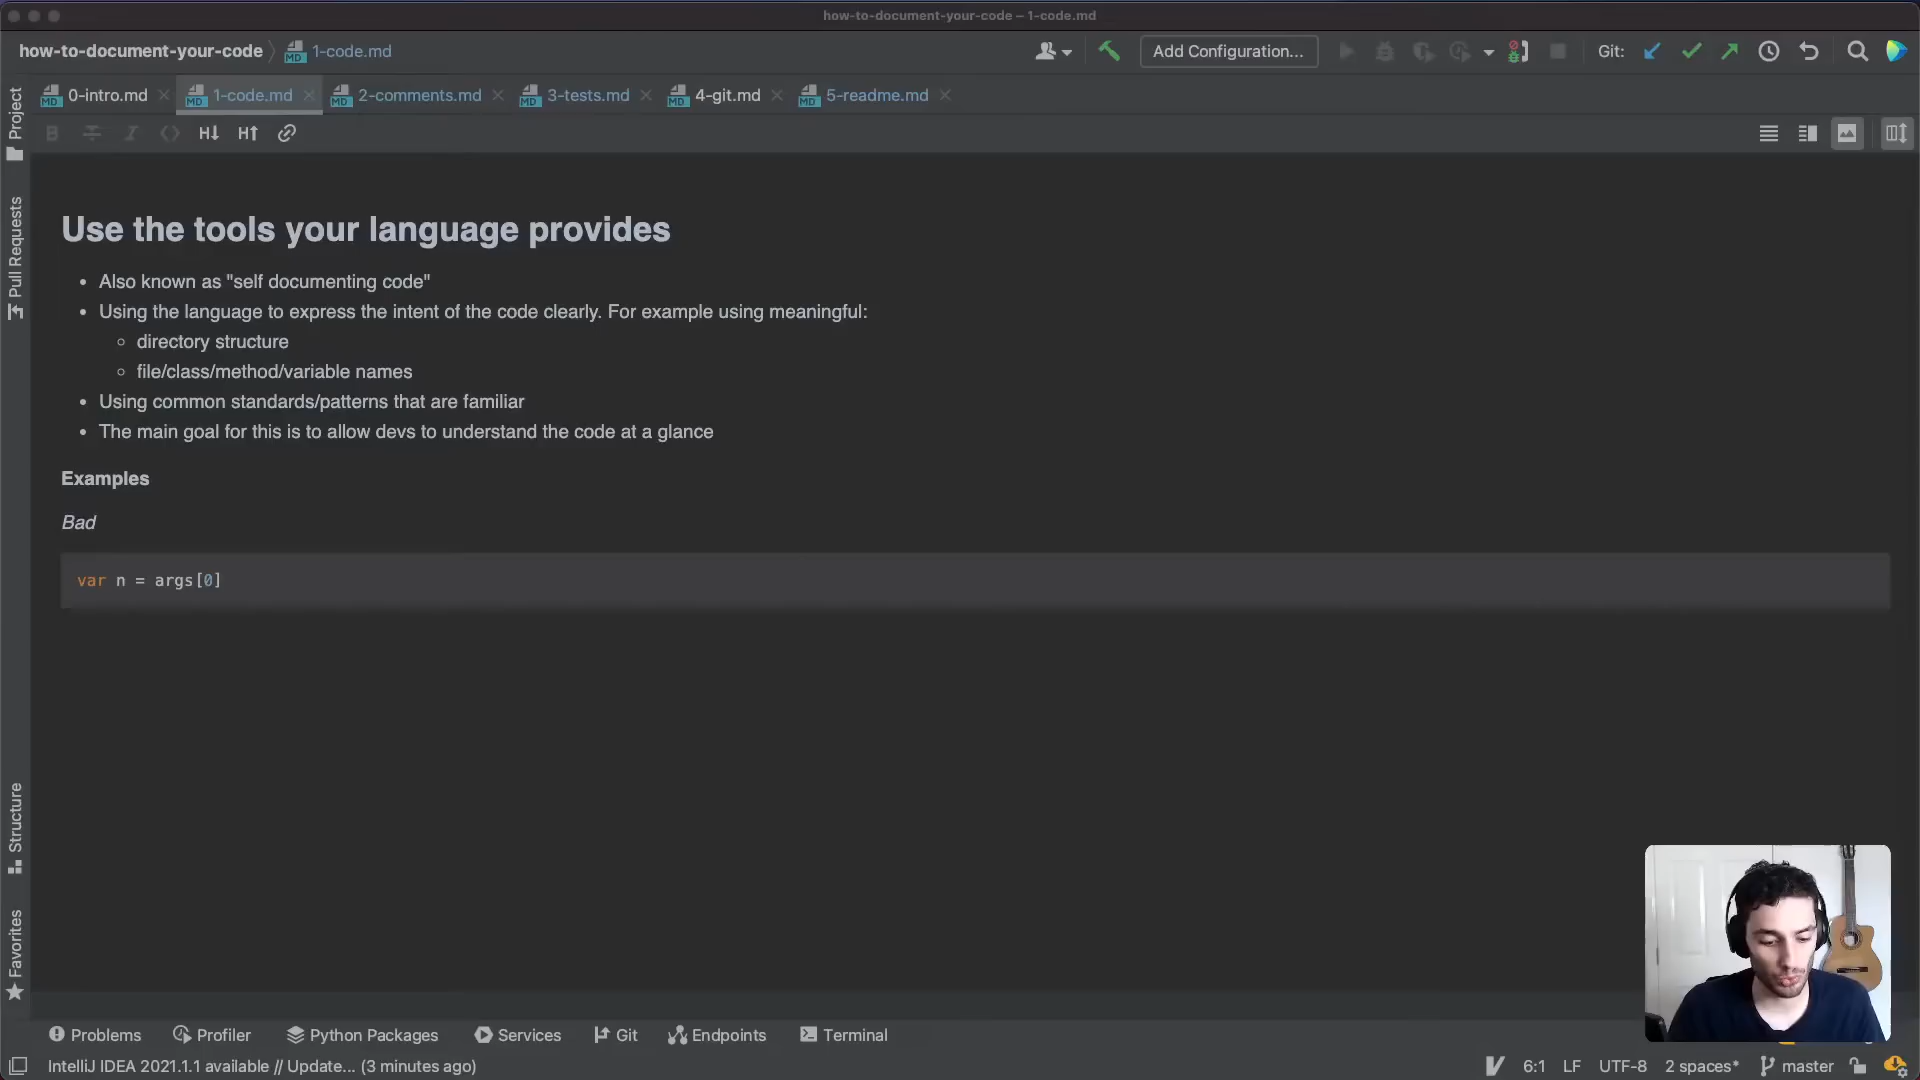 how-to-document-your-code – 1-code.md
how-to-document-your-code 1-code.md Add Configuration... Git:
0-intro.md 1-code.md 2-comments.md 3-tests.md 4-git.md 5-readme.md
B I <> H↓ H↑
Project
Pull Requests
Structure
Favorites
Use the tools your language provides
• Also known as "self documenting code"
• Using the language to express the intent of the code clearly. For example using meaningful:
◦ directory structure
◦ file/class/method/variable names
• Using common standards/patterns that are familiar
• The main goal for this is to allow devs to understand the code at a glance
Examples
Bad
var n = args[0]
Problems Profiler Python Packages Services Git Endpoints Terminal
IntelliJ IDEA 2021.1.1 available // Update... (3 minutes ago) 6:1 LF UTF-8 2 spaces* master